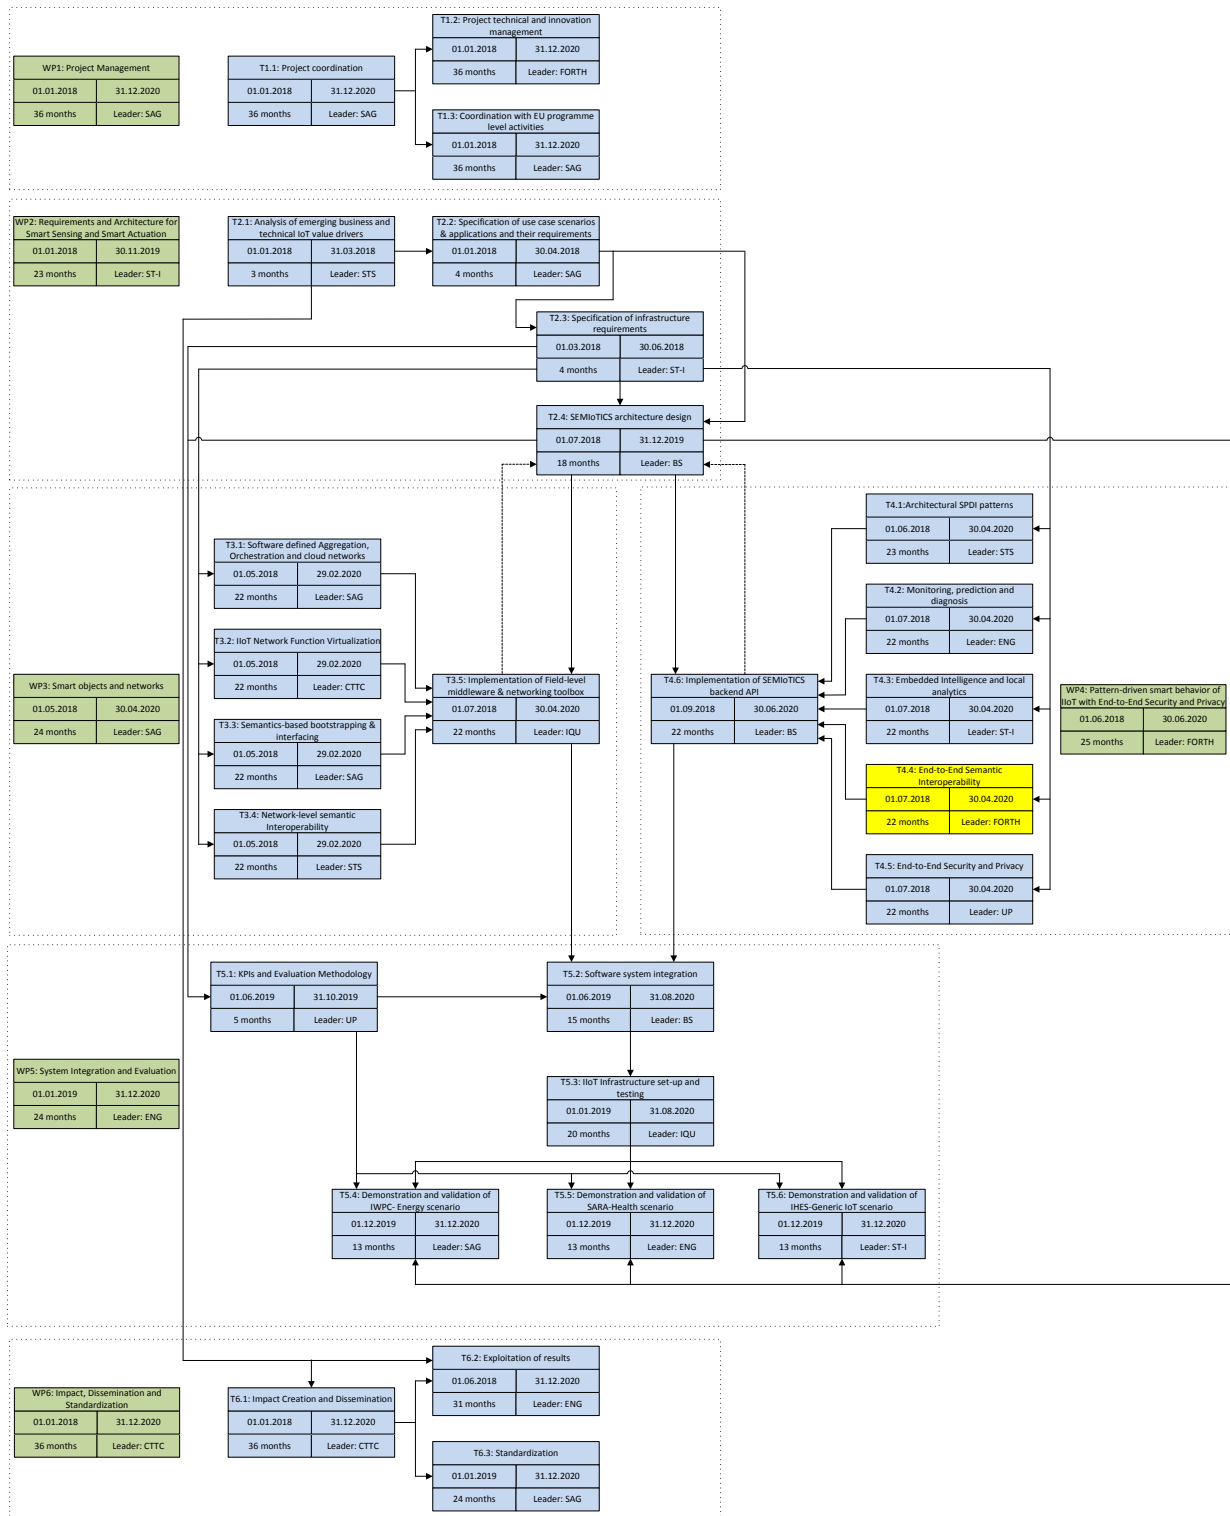 WP1: Project Management
01.01.2018 31.12.2020
36 months Leader: SAG
T1.1: Project coordination
01.01.2018 31.12.2020
36 months Leader: SAG
T1.2: Project technical and innovation
management
01.01.2018 31.12.2020
36 months Leader: FORTH
T1.3: Coordination with EU programme
level activities
01.01.2018 31.12.2020
36 months Leader: SAG
WP2: Requirements and Architecture for
Smart Sensing and Smart Actuation
01.01.2018 30.11.2019
23 months Leader: ST-I
T2.1: Analysis of emerging business and
technical IoT value drivers
01.01.2018 31.03.2018
3 months Leader: STS
T2.2: Specification of use case scenarios
& applications and their requirements
01.01.2018 30.04.2018
4 months Leader: SAG
T2.3: Specification of infrastructure
requirements
01.03.2018 30.06.2018
4 months Leader: ST-I
T2.4: SEMIoTICS architecture design
01.07.2018 31.12.2019
18 months Leader: BS
WP3: Smart objects and networks
01.05.2018 30.04.2020
24 months Leader: SAG
T3.1: Software defined Aggregation,
Orchestration and cloud networks
01.05.2018 29.02.2020
22 months Leader: SAG
T3.2: IIoT Network Function Virtualization
01.05.2018 29.02.2020
22 months Leader: CTTC
T3.3: Semantics-based bootstrapping &
interfacing
01.05.2018 29.02.2020
22 months Leader: SAG
T3.4: Network-level semantic
Interoperability
01.05.2018 29.02.2020
22 months Leader: STS
T3.5: Implementation of Field-level
middleware & networking toolbox
01.07.2018 30.04.2020
22 months Leader: IQU
T4.6: Implementation of SEMIoTICS
backend API
01.09.2018 30.06.2020
22 months Leader: BS
T4.1:Architectural SPDI patterns
01.06.2018 30.04.2020
23 months Leader: STS
T4.2: Monitoring, prediction and
diagnosis
01.07.2018 30.04.2020
22 months Leader: ENG
T4.3: Embedded Intelligence and local
analytics
01.07.2018 30.04.2020
22 months Leader: ST-I
T4.4: End-to-End Semantic
Interoperability
01.07.2018 30.04.2020
22 months Leader: FORTH
T4.5: End-to-End Security and Privacy
01.07.2018 30.04.2020
22 months Leader: UP
WP4: Pattern-driven smart behavior of
IIoT with End-to-End Security and Privacy
01.06.2018 30.06.2020
25 months Leader: FORTH
WP5: System Integration and Evaluation
01.01.2019 31.12.2020
24 months Leader: ENG
T5.1: KPIs and Evaluation Methodology
01.06.2019 31.10.2019
5 months Leader: UP
T5.2: Software system integration
01.06.2019 31.08.2020
15 months Leader: BS
T5.3: IIoT Infrastructure set-up and
testing
01.01.2019 31.08.2020
20 months Leader: IQU
T5.4: Demonstration and validation of
IWPC- Energy scenario
01.12.2019 31.12.2020
13 months Leader: SAG
T5.5: Demonstration and validation of
SARA-Health scenario
01.12.2019 31.12.2020
13 months Leader: ENG
T5.6: Demonstration and validation of
IHES-Generic IoT scenario
01.12.2019 31.12.2020
13 months Leader: ST-I
WP6: Impact, Dissemination and
Standardization
01.01.2018 31.12.2020
36 months Leader: CTTC
T6.1: Impact Creation and Dissemination
01.01.2018 31.12.2020
36 months Leader: CTTC
T6.2: Exploitation of results
01.06.2018 31.12.2020
31 months Leader: ENG
T6.3: Standardization
01.01.2019 31.12.2020
24 months Leader: SAG